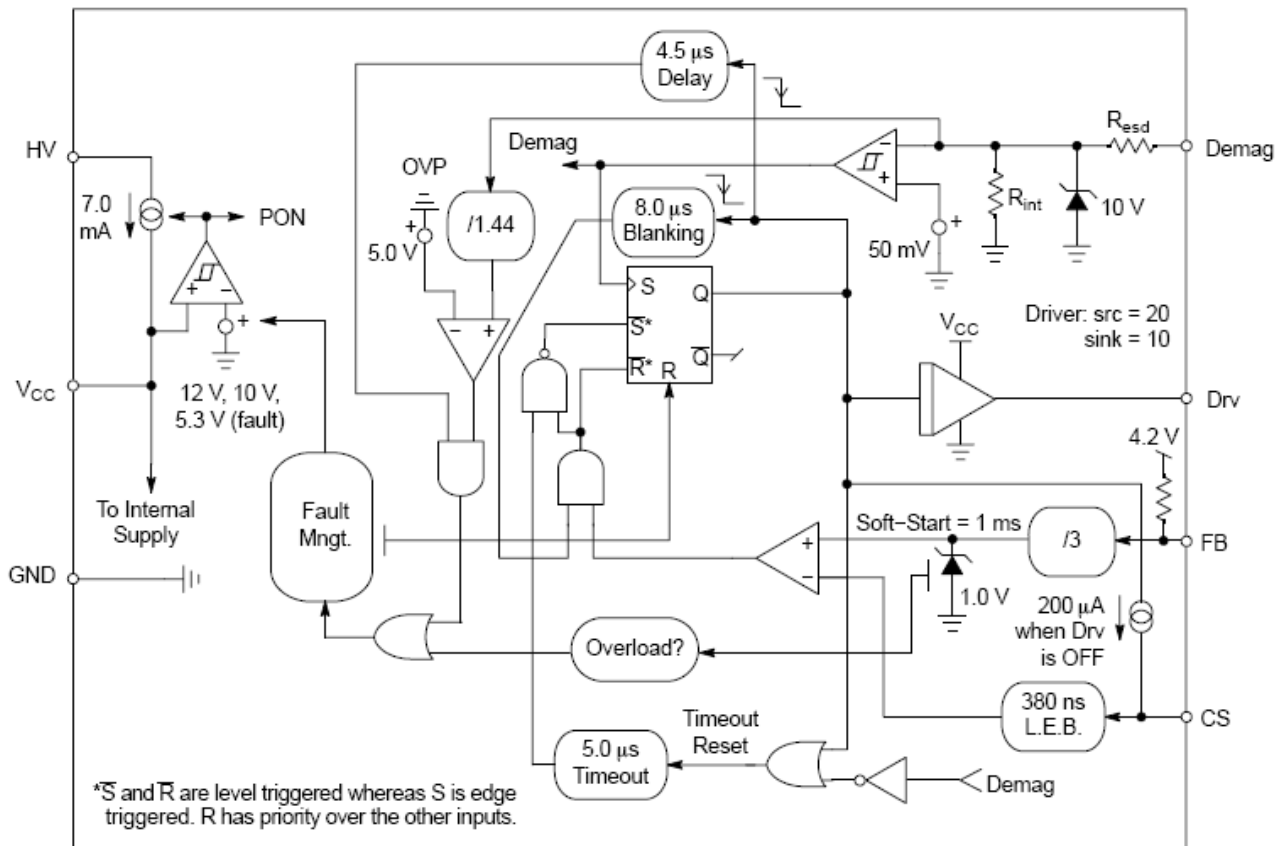 4.5 μs
Delay
HV
Demag
OVP
R_esd
Demag
7.0
mA
PON
5.0 V
+
/1.44
8.0 μs
Blanking
−
+
R_int
10 V
50 mV
+
+
−
+
−
+
S
Q
S̅*
R̅*
R
Q̅
V_CC
Driver: src = 20
sink = 10
V_CC
12 V, 10 V,
5.3 V (fault)
Drv
4.2 V
To Internal
Supply
Fault
Mngt.
Soft−Start = 1 ms
+
−
/3
FB
GND
1.0 V
200 μA
when Drv
is OFF
Overload?
380 ns
L.E.B.
CS
5.0 μs
Timeout
Timeout
Reset
Demag
*S̅ and R̅ are level triggered whereas S is edge
triggered. R has priority over the other inputs.